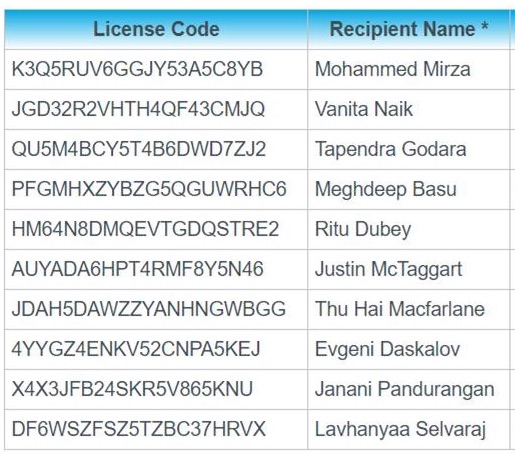 License Code Recipient Name *
K3Q5RUV6GGJY53A5C8YB Mohammed Mirza
JGD32R2VHTH4QF43CMJQ Vanita Naik
QU5M4BCY5T4B6DWD7ZJ2 Tapendra Godara
PFGMHXZYBZG5QGUWRHC6 Meghdeep Basu
HM64N8DMQEVTGDQSTRE2 Ritu Dubey
AUYADA6HPT4RMF8Y5N46 Justin McTaggart
JDAH5DAWZZYANHNGWBGG Thu Hai Macfarlane
4YYGZ4ENKV52CNPA5KEJ Evgeni Daskalov
X4X3JFB24SKR5V865KNU Janani Pandurangan
DF6WSZFSZ5TZBC37HRVX Lavhanyaa Selvaraj